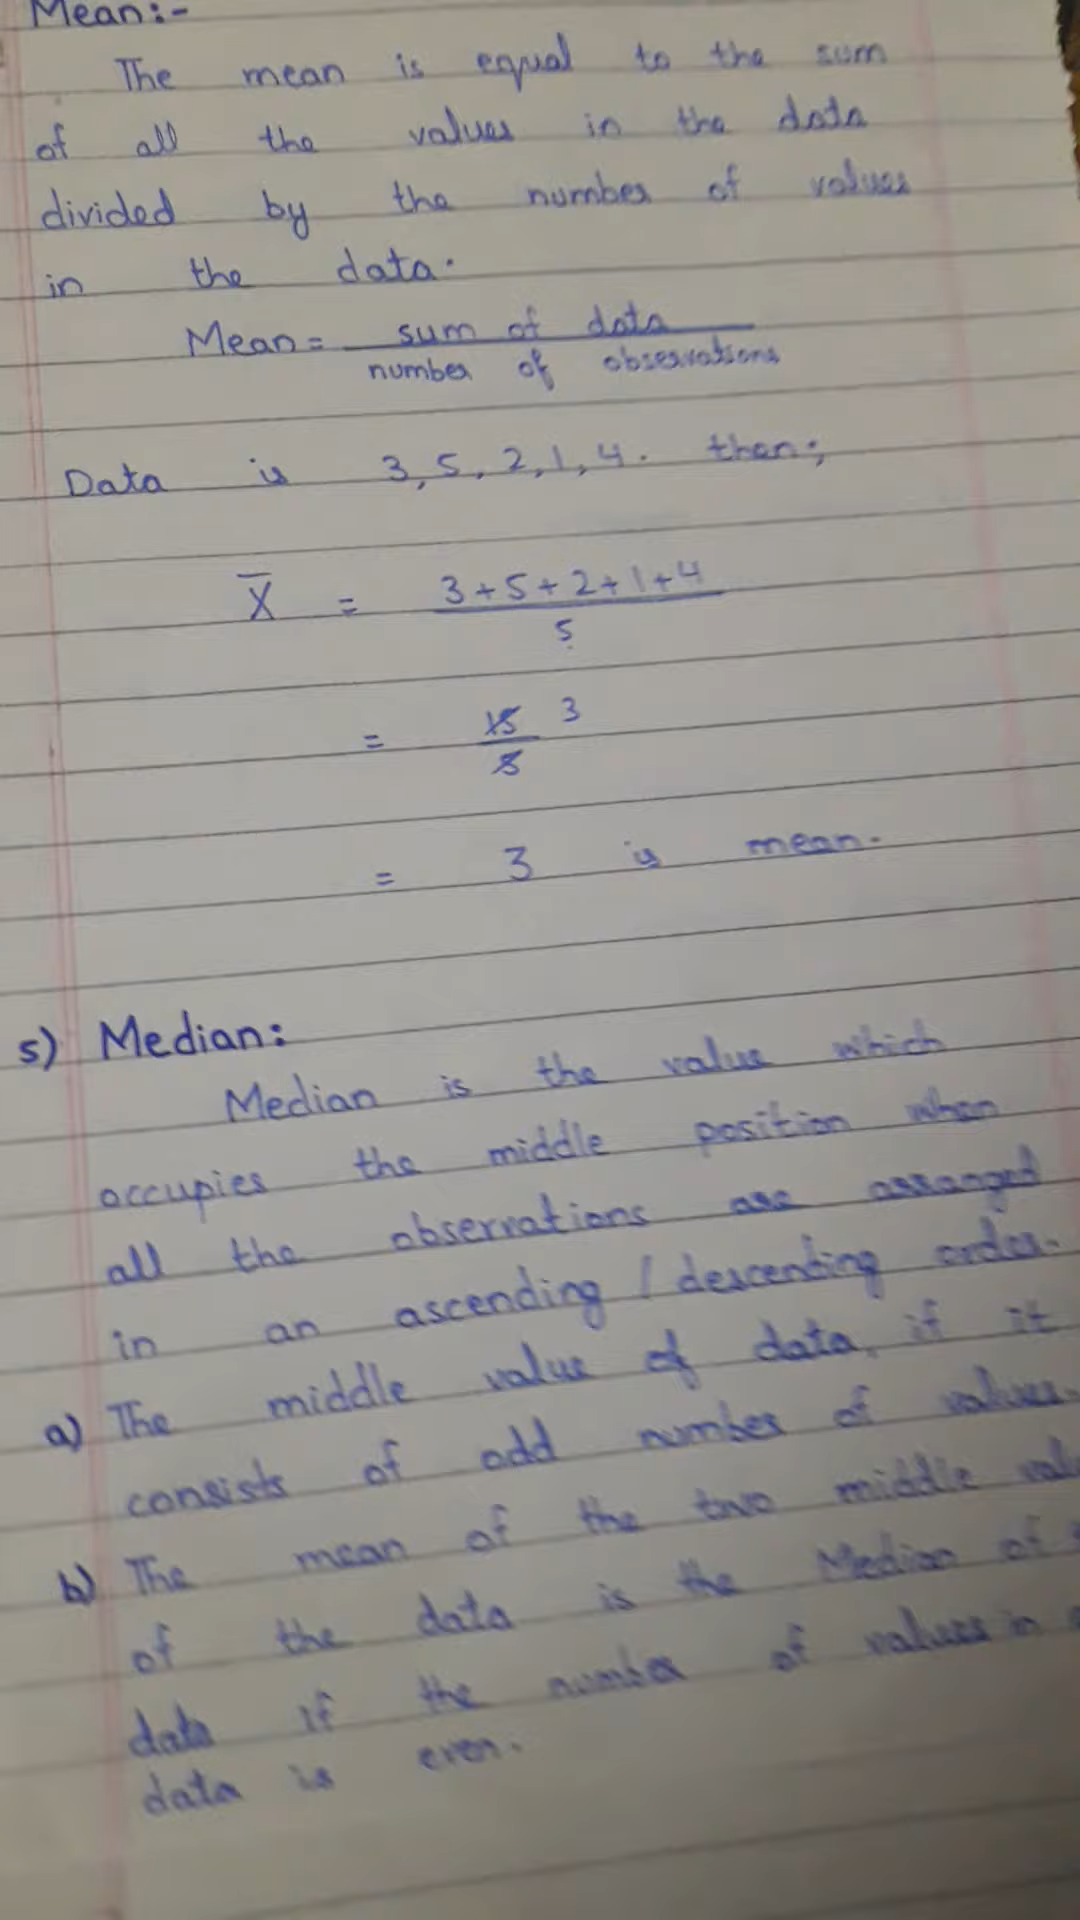 Mean:-
The mean is equal to the sum
of all the values in the data
divided by the number of values
in the data.
Mean = sum of data
number of observations
Data is 3, 5, 2, 1, 4. then;
X̄ = 3+5+2+1+4
5
= 15 3
5
= 3 is mean.
5) Median:
Median is the value which
occupies the middle position when
all the observations are arranged
in an ascending / descending order.
a) The middle value of data, if it
consists of odd number of values.
b) The mean of the two middle
of the data is the Median of
data if the number of values in
data is even.